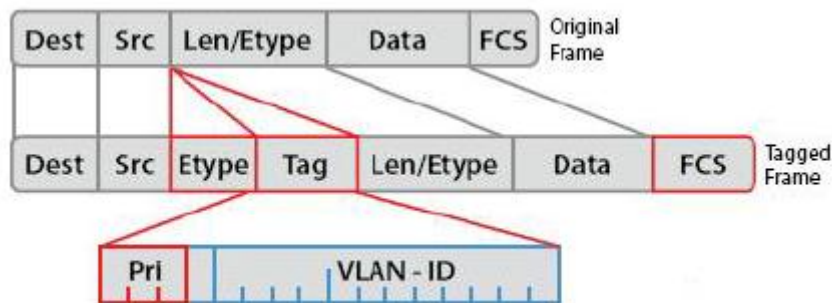 Dest Src Len/Etype Data FCS Original
Frame
Dest Src Etype Tag Len/Etype Data FCS Tagged
Frame
Pri VLAN - ID